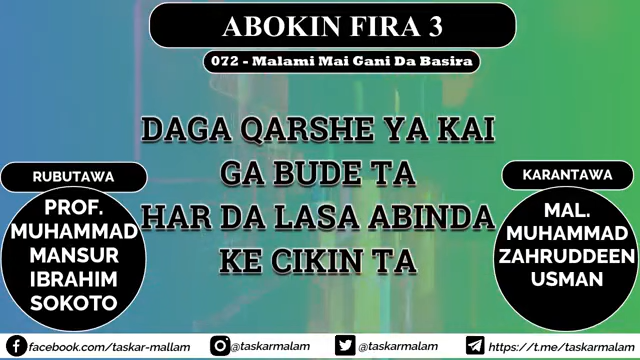 ABOKIN FIRA 3
072 - Malami Mai Gani Da Basira
DAGA QARSHE YA KAI
GA BUDE TA
HAR DA LASA ABINDA
KE CIKIN TA
RUBUTAWA
PROF.
MUHAMMAD
MANSUR
IBRAHIM
SOKOTO
KARANTAWA
MAL.
MUHAMMAD
ZAHRUDDEEN
USMAN
facebook.com/taskar-mallam
@taskarmalam
@taskarmalam
https://t.me/taskarmalam